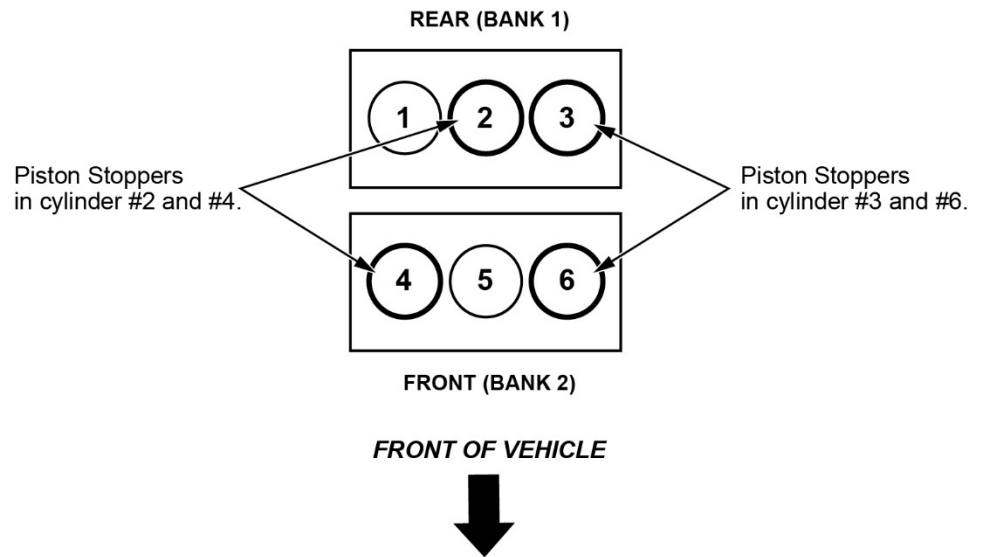 REAR (BANK 1)
1 2 3
Piston Stoppers
in cylinder #2 and #4.
Piston Stoppers
in cylinder #3 and #6.
4 5 6
FRONT (BANK 2)
FRONT OF VEHICLE